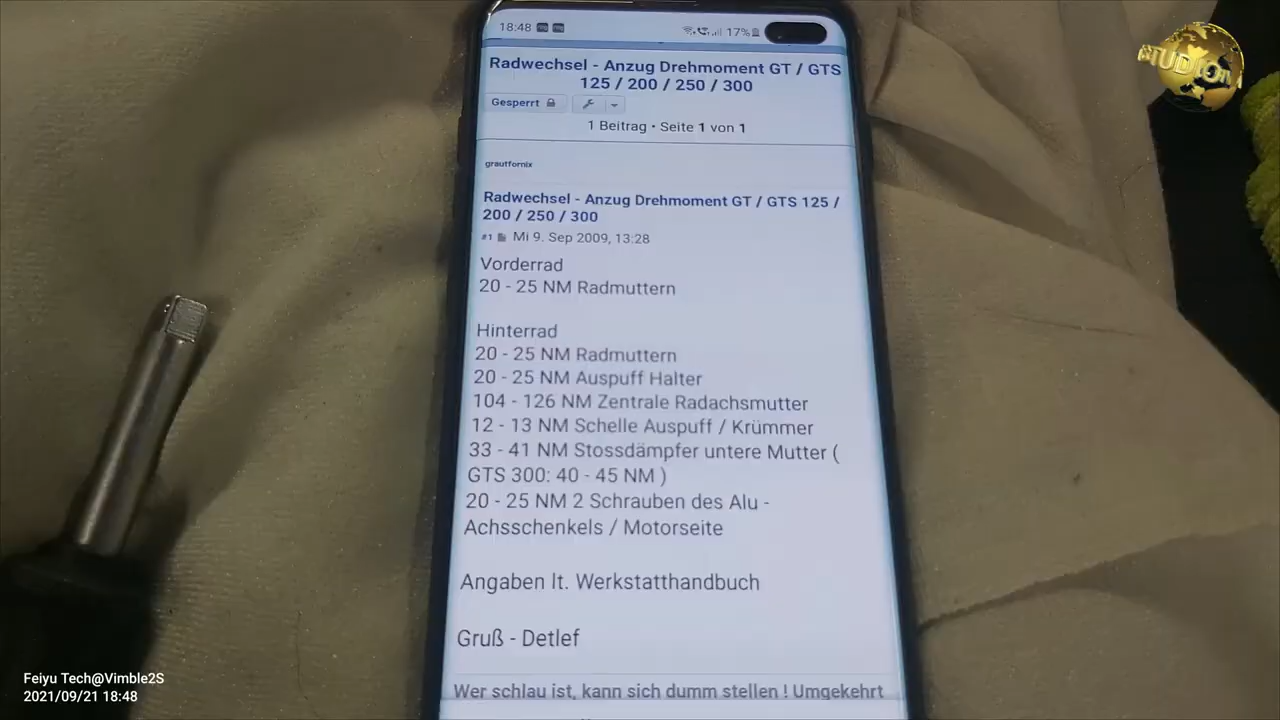 18:48
17%
STUDIO
Radwechsel - Anzug Drehmoment GT / GTS
125 / 200 / 250 / 300
Gesperrt
1 Beitrag • Seite 1 von 1
grautfornix
Radwechsel - Anzug Drehmoment GT / GTS 125 /
200 / 250 / 300
#1 Mi 9. Sep 2009, 13:28
Vorderrad
20 - 25 NM Radmuttern
Hinterrad
20 - 25 NM Radmuttern
20 - 25 NM Auspuff Halter
104 - 126 NM Zentrale Radachsmutter
12 - 13 NM Schelle Auspuff / Krümmer
33 - 41 NM Stossdämpfer untere Mutter (
GTS 300: 40 - 45 NM )
20 - 25 NM 2 Schrauben des Alu -
Achsschenkels / Motorseite
Angaben lt. Werkstatthandbuch
Gruß - Detlef
Wer schlau ist, kann sich dumm stellen ! Umgekehrt
Feiyu Tech@Vimble2S
2021/09/21 18:48